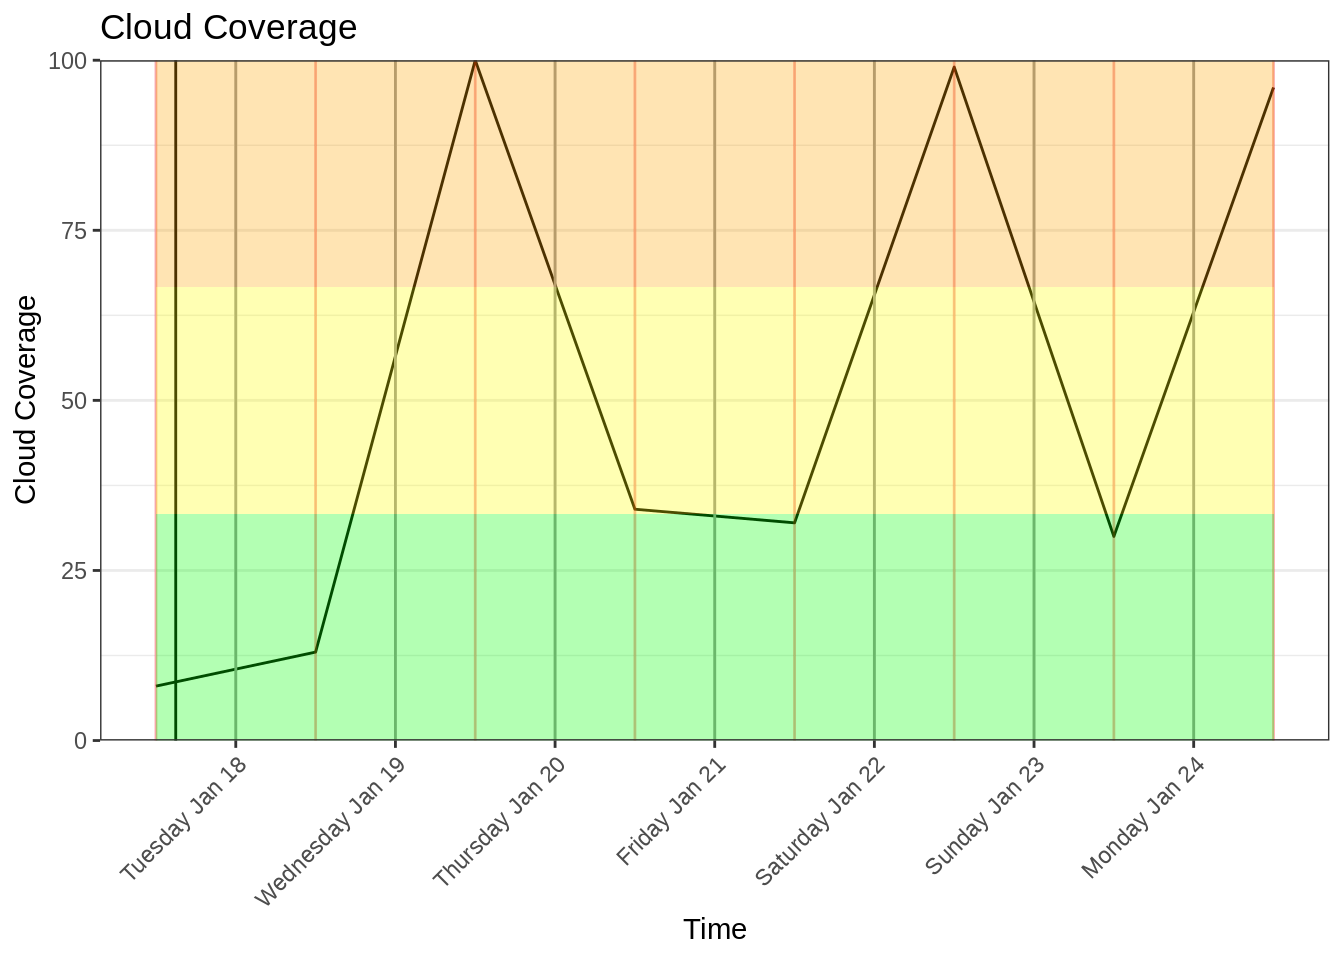 Cloud Coverage
100
75
50
25
0
Cloud Coverage
Tuesday Jan 18
Wednesday Jan 19
Thursday Jan 20
Friday Jan 21
Saturday Jan 22
Sunday Jan 23
Monday Jan 24
Time